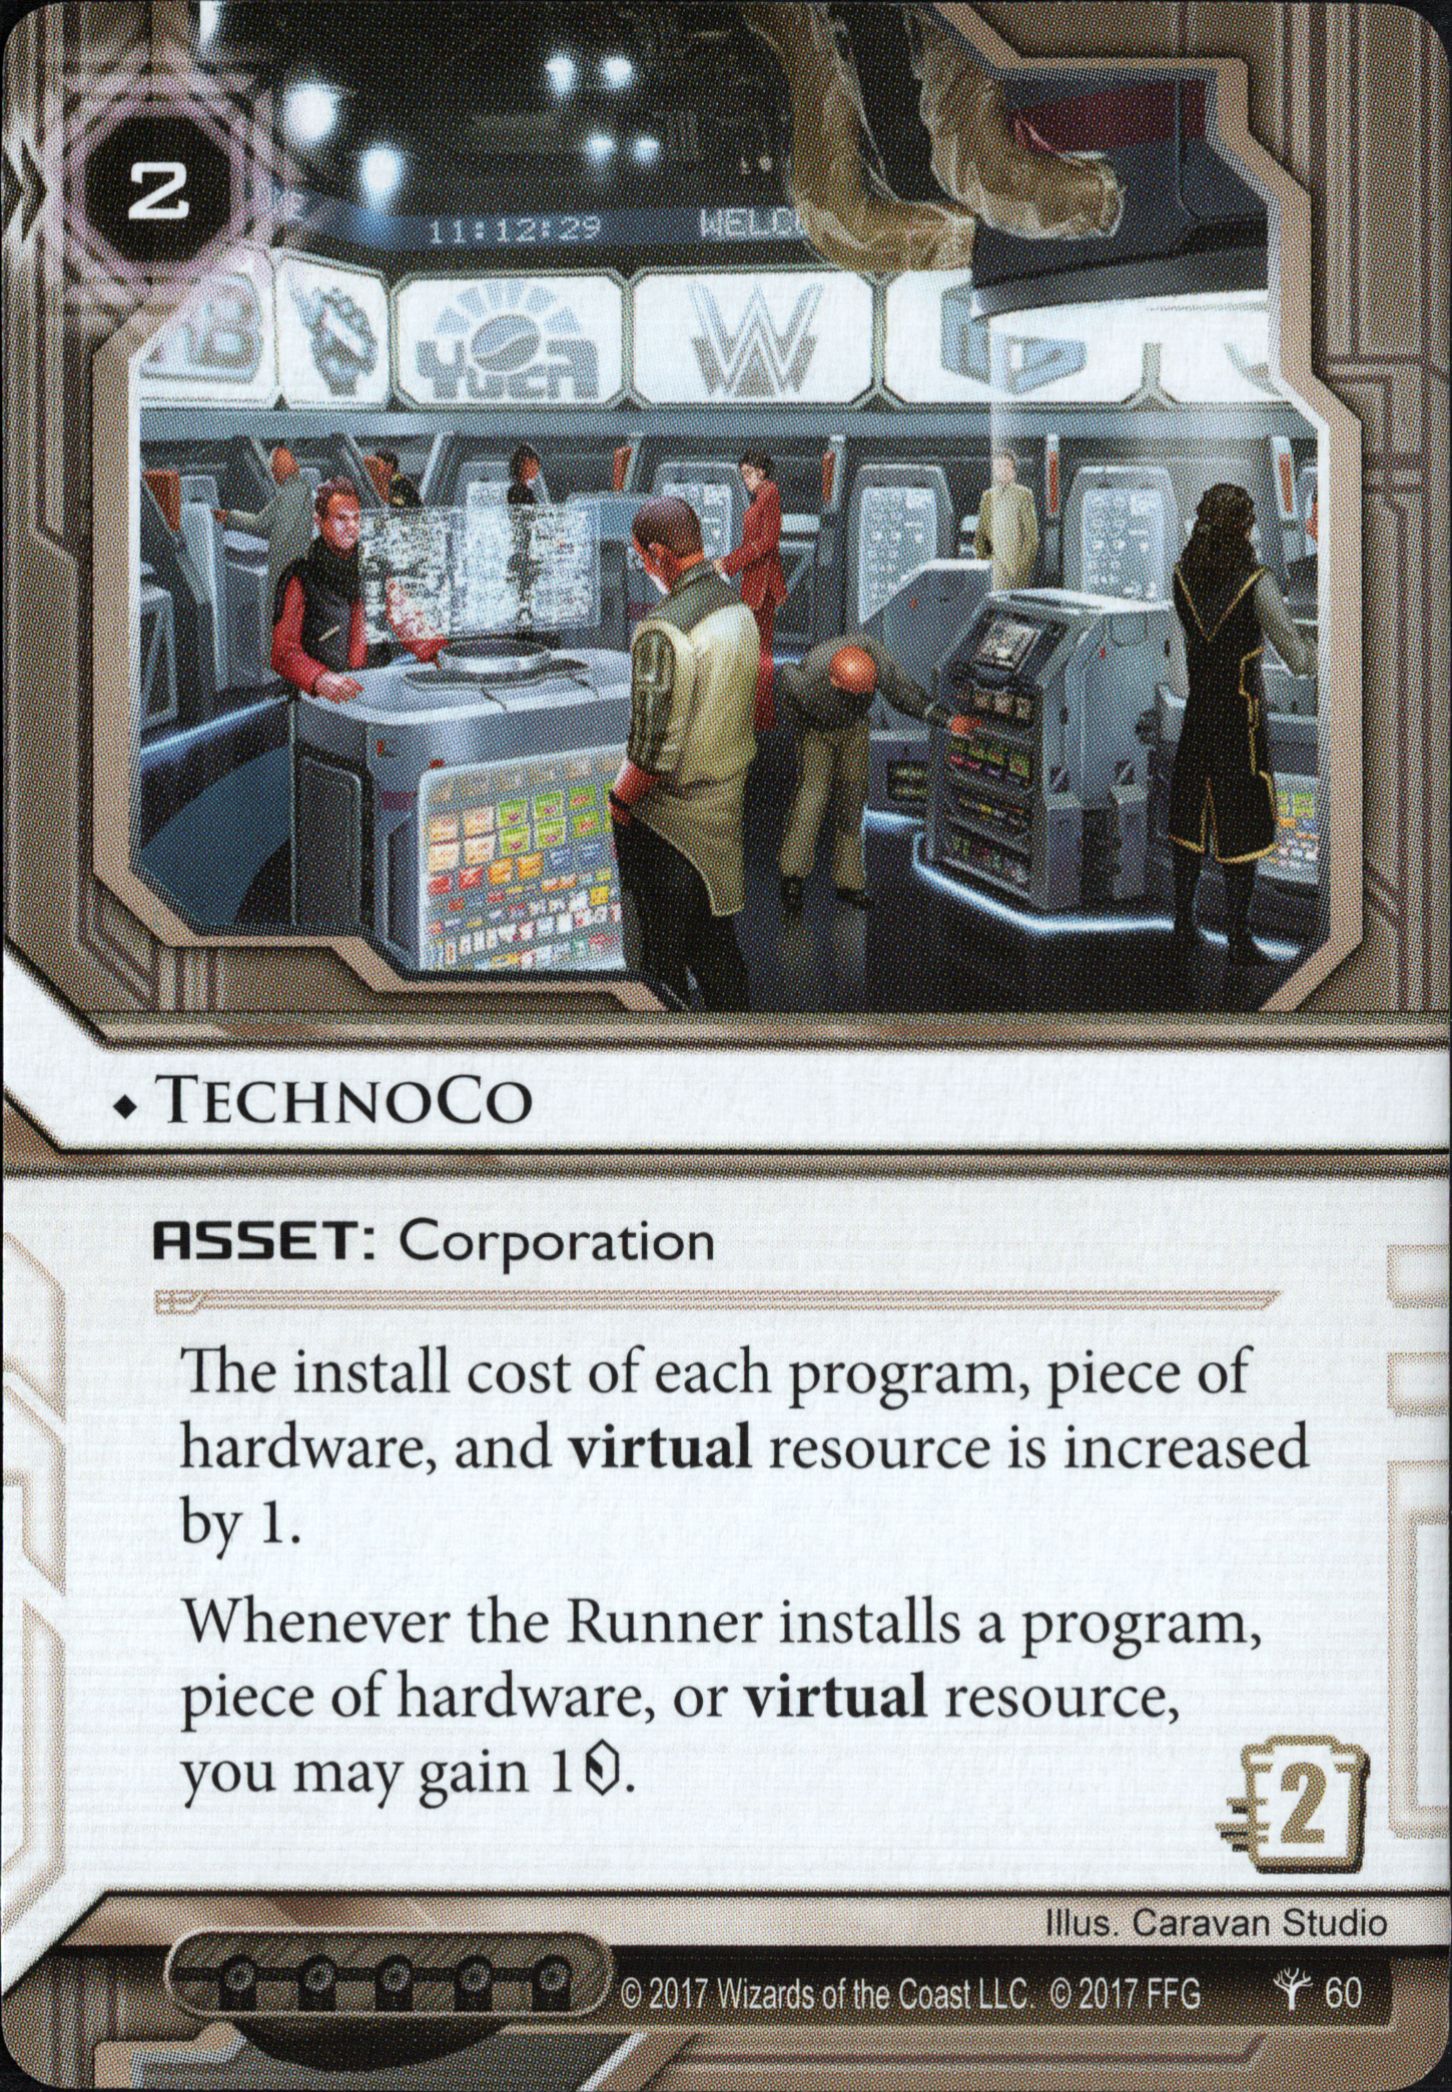 2
11:12:29 WELCO
YUCA W
◆ TECHNOCO
ASSET: Corporation
The install cost of each program, piece of
hardware, and virtual resource is increased
by 1.
Whenever the Runner installs a program,
piece of hardware, or virtual resource,
you may gain 1.
2
Illus. Caravan Studio
© 2017 Wizards of the Coast LLC. © 2017 FFG 60